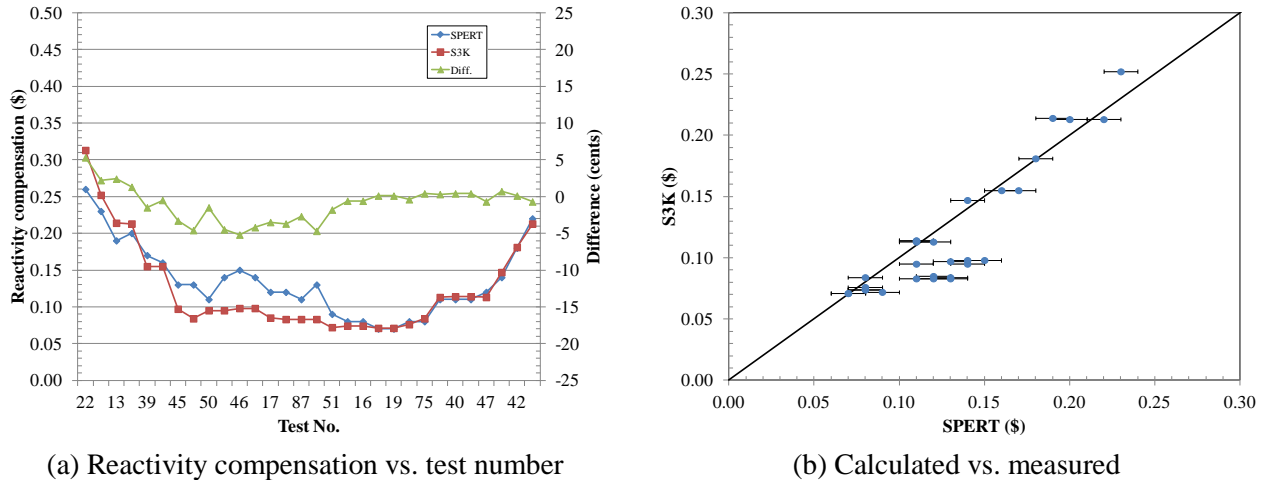 0.50
0.45
0.40
0.35
0.30
0.25
0.20
0.15
0.10
0.05
0.00
Reactivity compensation ($)
25
20
15
10
5
0
-5
-10
-15
-20
-25
Difference (cents)
SPERT
S3K
Diff.
22 13 39 45 50 46 17 87 51 16 19 75 40 47 42
Test No.
(a) Reactivity compensation vs. test number
0.30
0.25
0.20
0.15
0.10
0.05
0.00
S3K ($)
0.00 0.05 0.10 0.15 0.20 0.25 0.30
SPERT ($)
(b) Calculated vs. measured